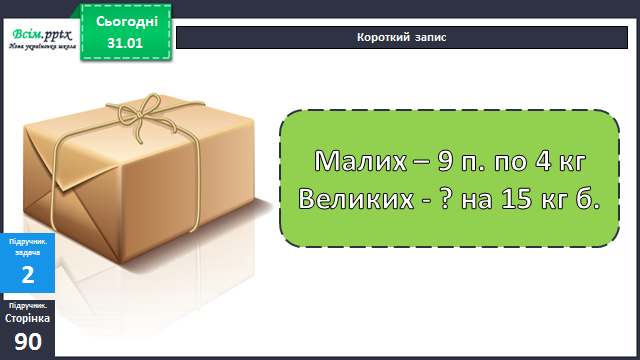 Всім.pptx
Нова українська школа
Сьогодні
31.01
Короткий запис
Малих – 9 п. по 4 кг
Великих - ? на 15 кг б.
Підручник.
задача
2
Підручник.
Сторінка
90